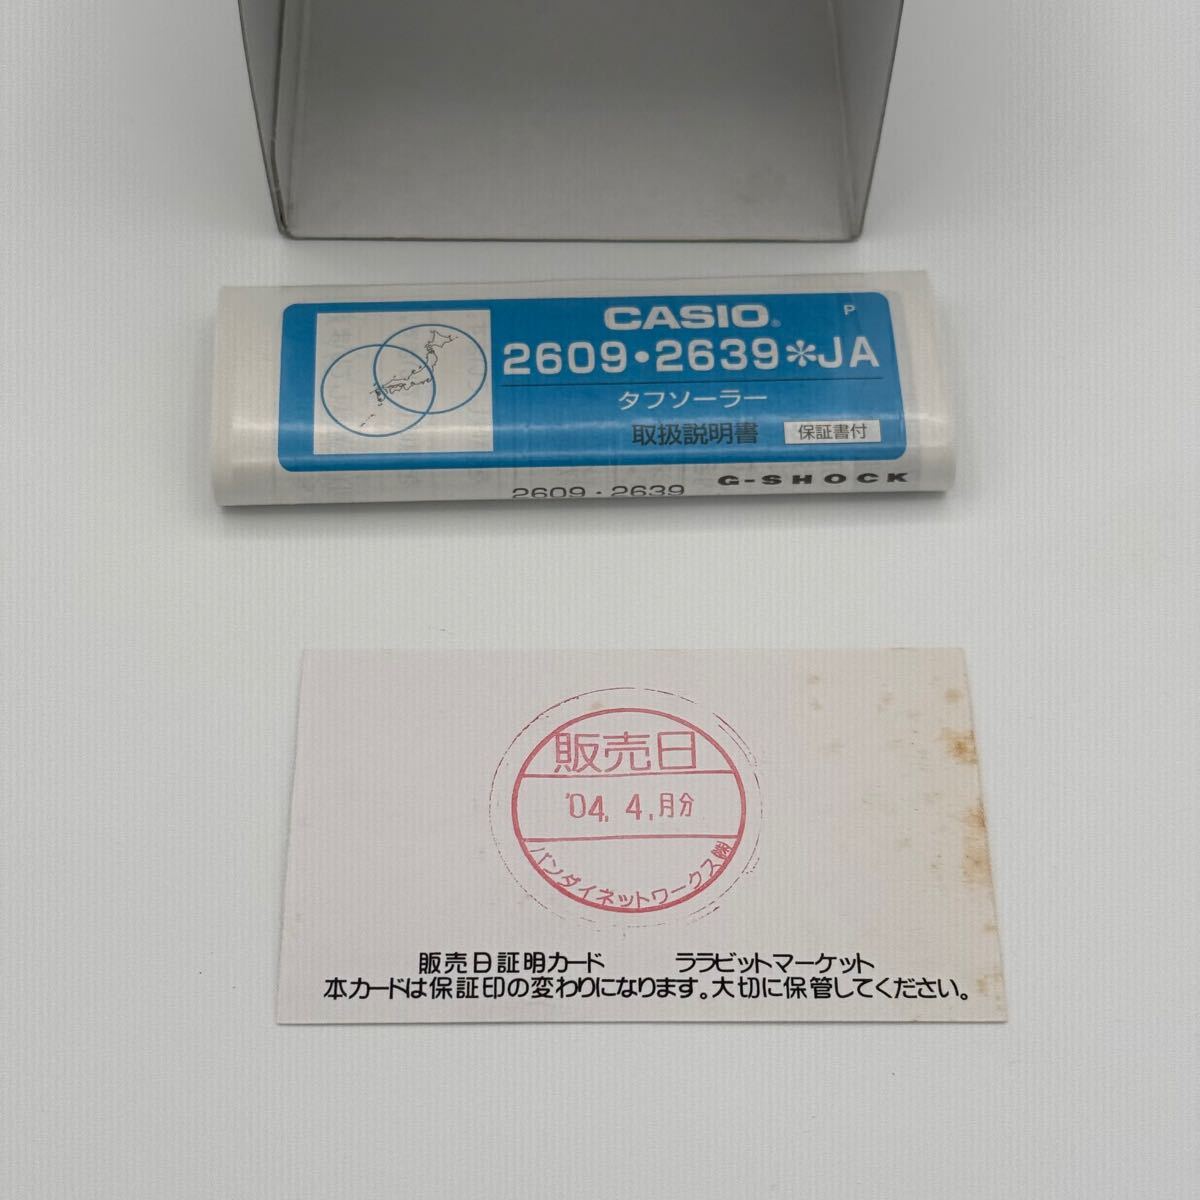 CASIO®
P
2609・2639＊JA
タフソーラー
取扱説明書 保証書付
2609・2639 G-SHOCK
販売日
'04. 4.月分
バンダイネットワークス㈱
販売日証明カード ララビットマーケット
本カードは保証印の変わりになります。大切に保管してください。